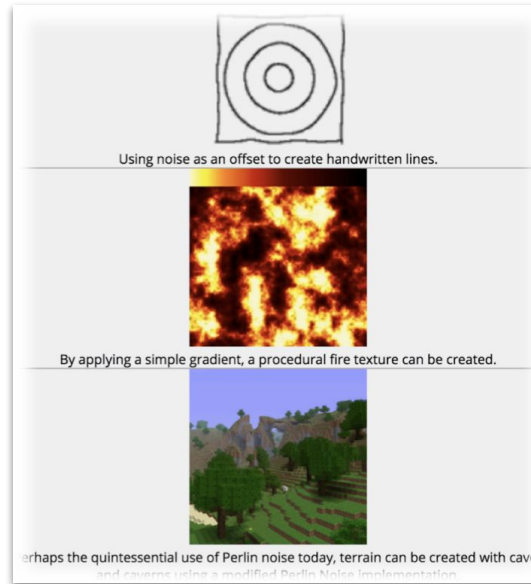 Using noise as an offset to create handwritten lines.
By applying a simple gradient, a procedural fire texture can be created.
erhaps the quintessential use of Perlin noise today, terrain can be created with cave
and caverns using a modified Perlin Noise implementation.